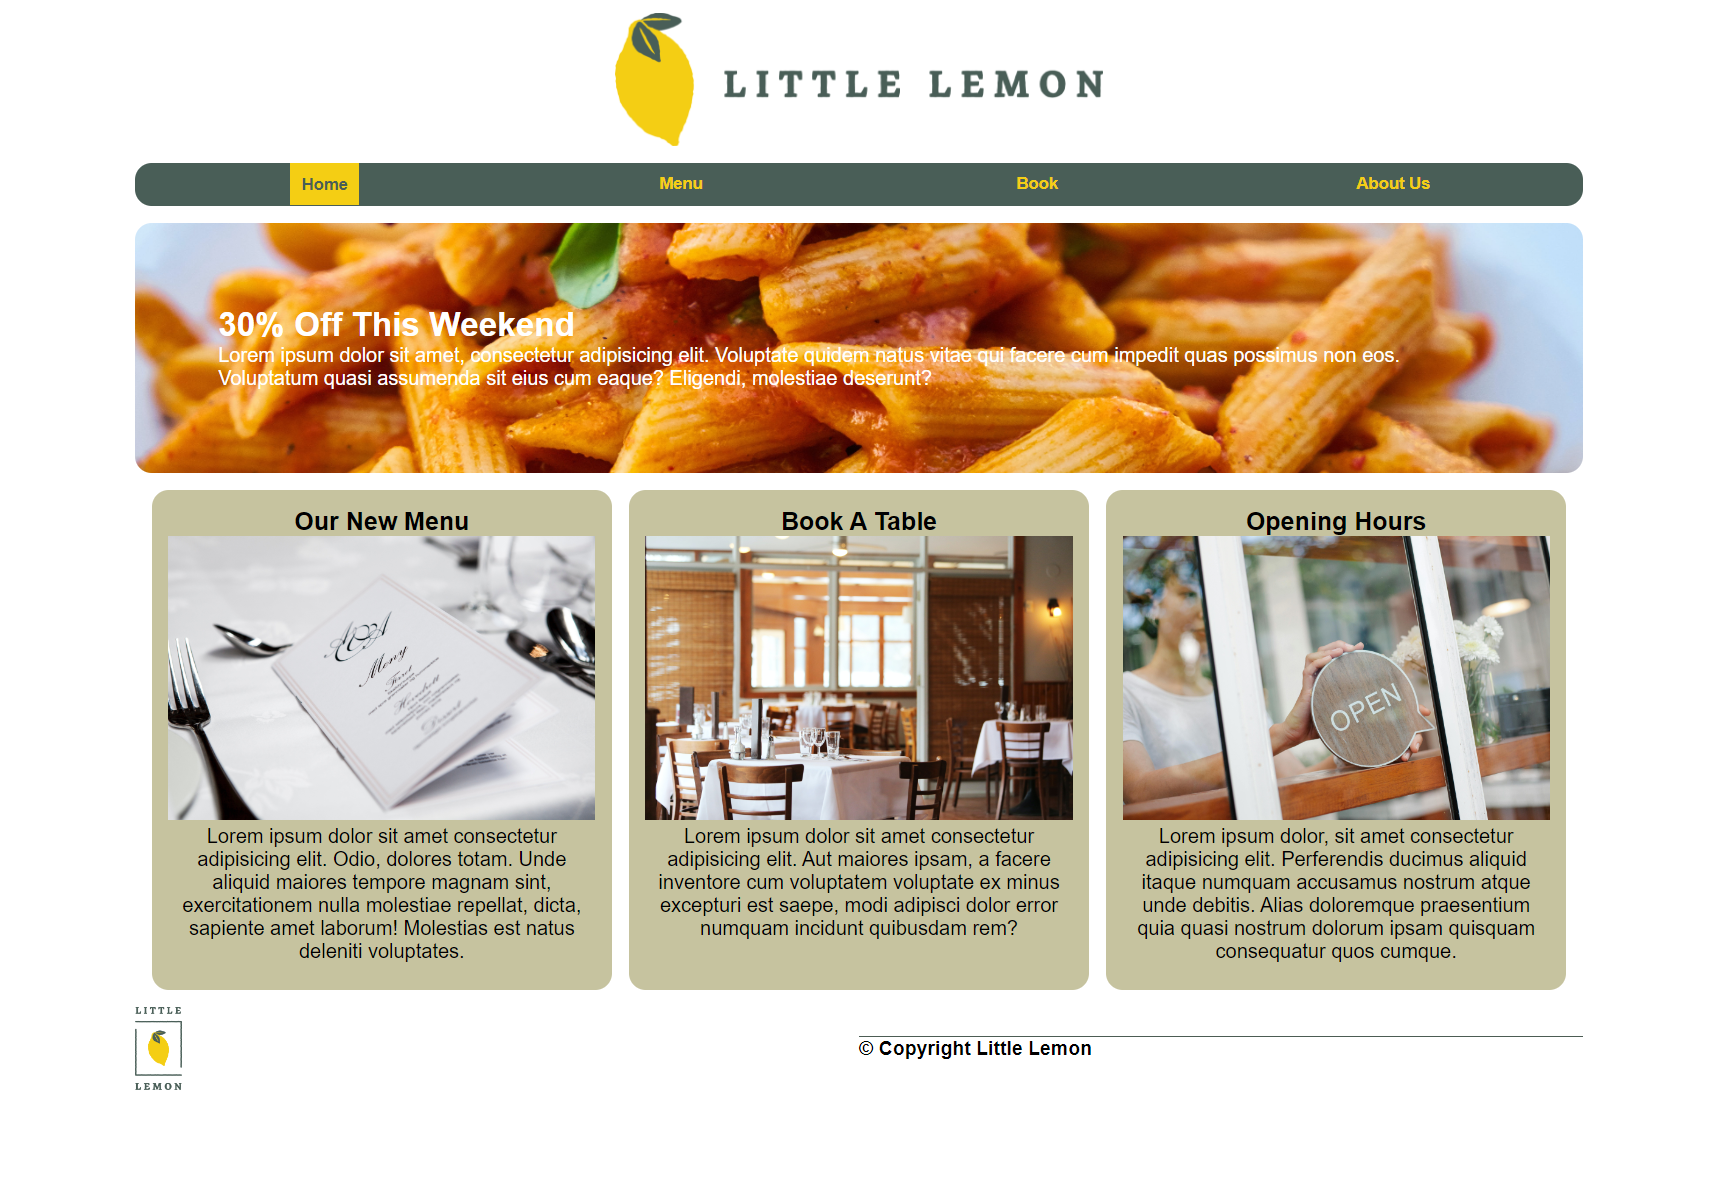 LITTLE LEMON
Home Menu Book About Us
30% Off This Weekend
Lorem ipsum dolor sit amet, consectetur adipisicing elit. Voluptate quidem natus vitae qui facere cum impedit quas possimus non eos.
Voluptatum quasi assumenda sit eius cum eaque? Eligendi, molestiae deserunt?
Our New Menu
Meny
Lorem ipsum dolor sit amet consectetur
adipisicing elit. Odio, dolores totam. Unde
aliquid maiores tempore magnam sint,
exercitationem nulla molestiae repellat, dicta,
sapiente amet laborum! Molestias est natus
deleniti voluptates.
Book A Table
Lorem ipsum dolor sit amet consectetur
adipisicing elit. Aut maiores ipsam, a facere
inventore cum voluptatem voluptate ex minus
excepturi est saepe, modi adipisci dolor error
numquam incidunt quibusdam rem?
Opening Hours
OPEN
Lorem ipsum dolor, sit amet consectetur
adipisicing elit. Perferendis ducimus aliquid
itaque numquam accusamus nostrum atque
unde debitis. Alias doloremque praesentium
quia quasi nostrum dolorum ipsam quisquam
consequatur quos cumque.
LITTLE
LEMON
© Copyright Little Lemon